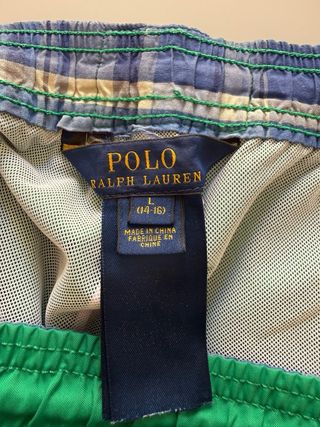 POLO
RALPH LAUREN
L
(14-16)
MADE IN CHINA
FABRIQUÉ EN
CHINE